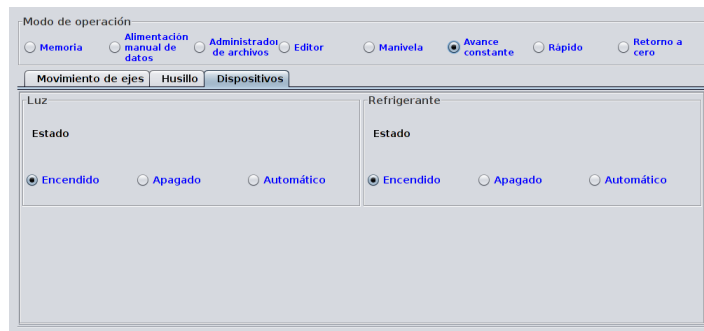 Modo de operación
Memoria
Alimentación
manual de
datos
Administrador
de archivos
Editor
Manivela
Avance
constante
Rápido
Retorno a
cero
Movimiento de ejes
Husillo
Dispositivos
Luz
Refrigerante
Estado
Estado
Encendido
Apagado
Automático
Encendido
Apagado
Automático